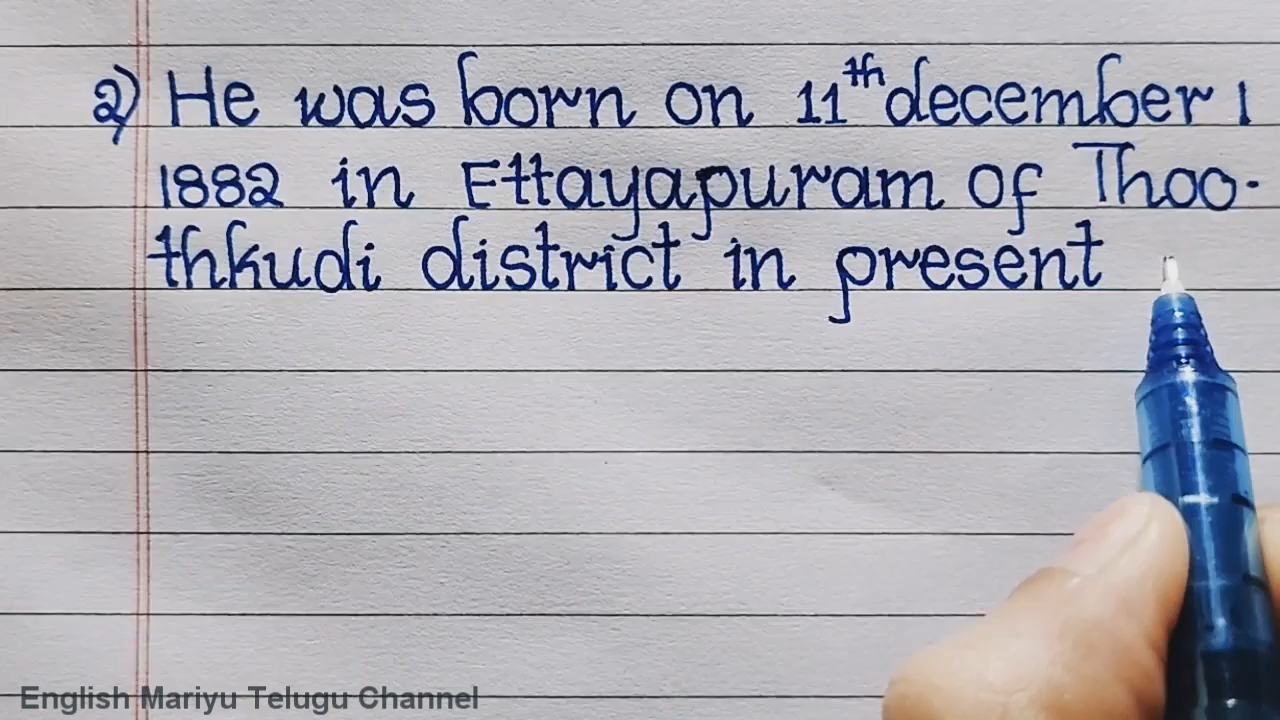 2) He was born on 11th december 1
1882 in Ettayapuram of Thoo-
thkudi district in present
English Mariyu Telugu Channel